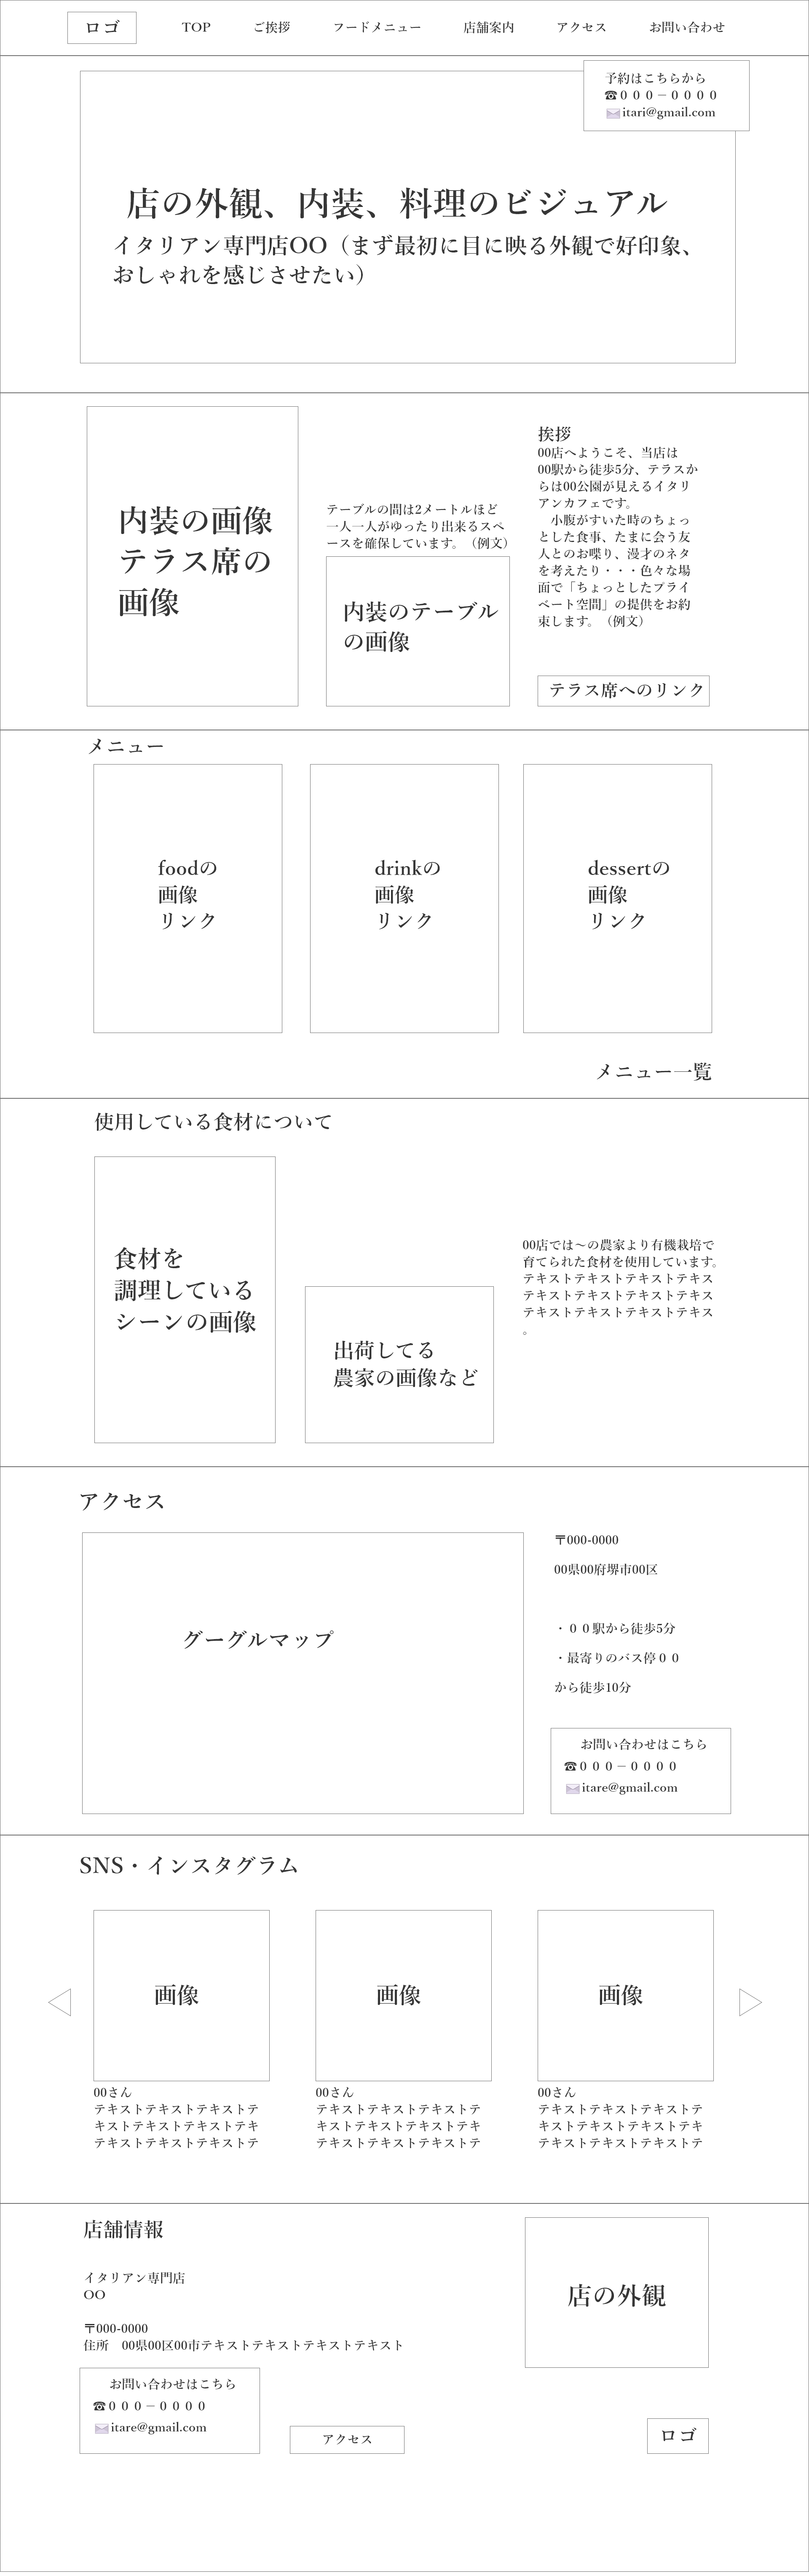 ロゴ
TOP
ご挨拶
フードメニュー
店舗案内
アクセス
お問い合わせ
予約はこちらから
☎０００－００００
itari@gmail.com
店の外観、内装、料理のビジュアル
イタリアン専門店OO（まず最初に目に映る外観で好印象、
おしゃれを感じさせたい）
内装の画像
テラス席の
画像
テーブルの間は2メートルほど
一人一人がゆったり出来るスペ
ースを確保しています。（例文）
内装のテーブル
の画像
挨拶
00店へようこそ、当店は
00駅から徒歩5分、テラスか
らは00公園が見えるイタリ
アンカフェです。
　小腹がすいた時のちょっ
とした食事、たまに会う友
人とのお喋り、漫才のネタ
を考えたり・・・色々な場
面で「ちょっとしたプライ
ベート空間」の提供をお約
束します。（例文）
テラス席へのリンク
メニュー
foodの
画像
リンク
drinkの
画像
リンク
dessertの
画像
リンク
メニュー一覧
使用している食材について
食材を
調理している
シーンの画像
出荷してる
農家の画像など
00店では～の農家より有機栽培で
育てられた食材を使用しています。
テキストテキストテキストテキス
テキストテキストテキストテキス
テキストテキストテキストテキス
。
アクセス
グーグルマップ
〒000-0000
00県00府堺市00区
・００駅から徒歩5分
・最寄りのバス停００
から徒歩10分
お問い合わせはこちら
☎０００－００００
itare@gmail.com
SNS・インスタグラム
画像
00さん
テキストテキストテキストテ
キストテキストテキストテキ
テキストテキストテキストテ
画像
00さん
テキストテキストテキストテ
キストテキストテキストテキ
テキストテキストテキストテ
画像
00さん
テキストテキストテキストテ
キストテキストテキストテキ
テキストテキストテキストテ
店舗情報
イタリアン専門店
OO
〒000-0000
住所　00県00区00市テキストテキストテキストテキスト
お問い合わせはこちら
☎０００－００００
itare@gmail.com
アクセス
店の外観
ロゴ